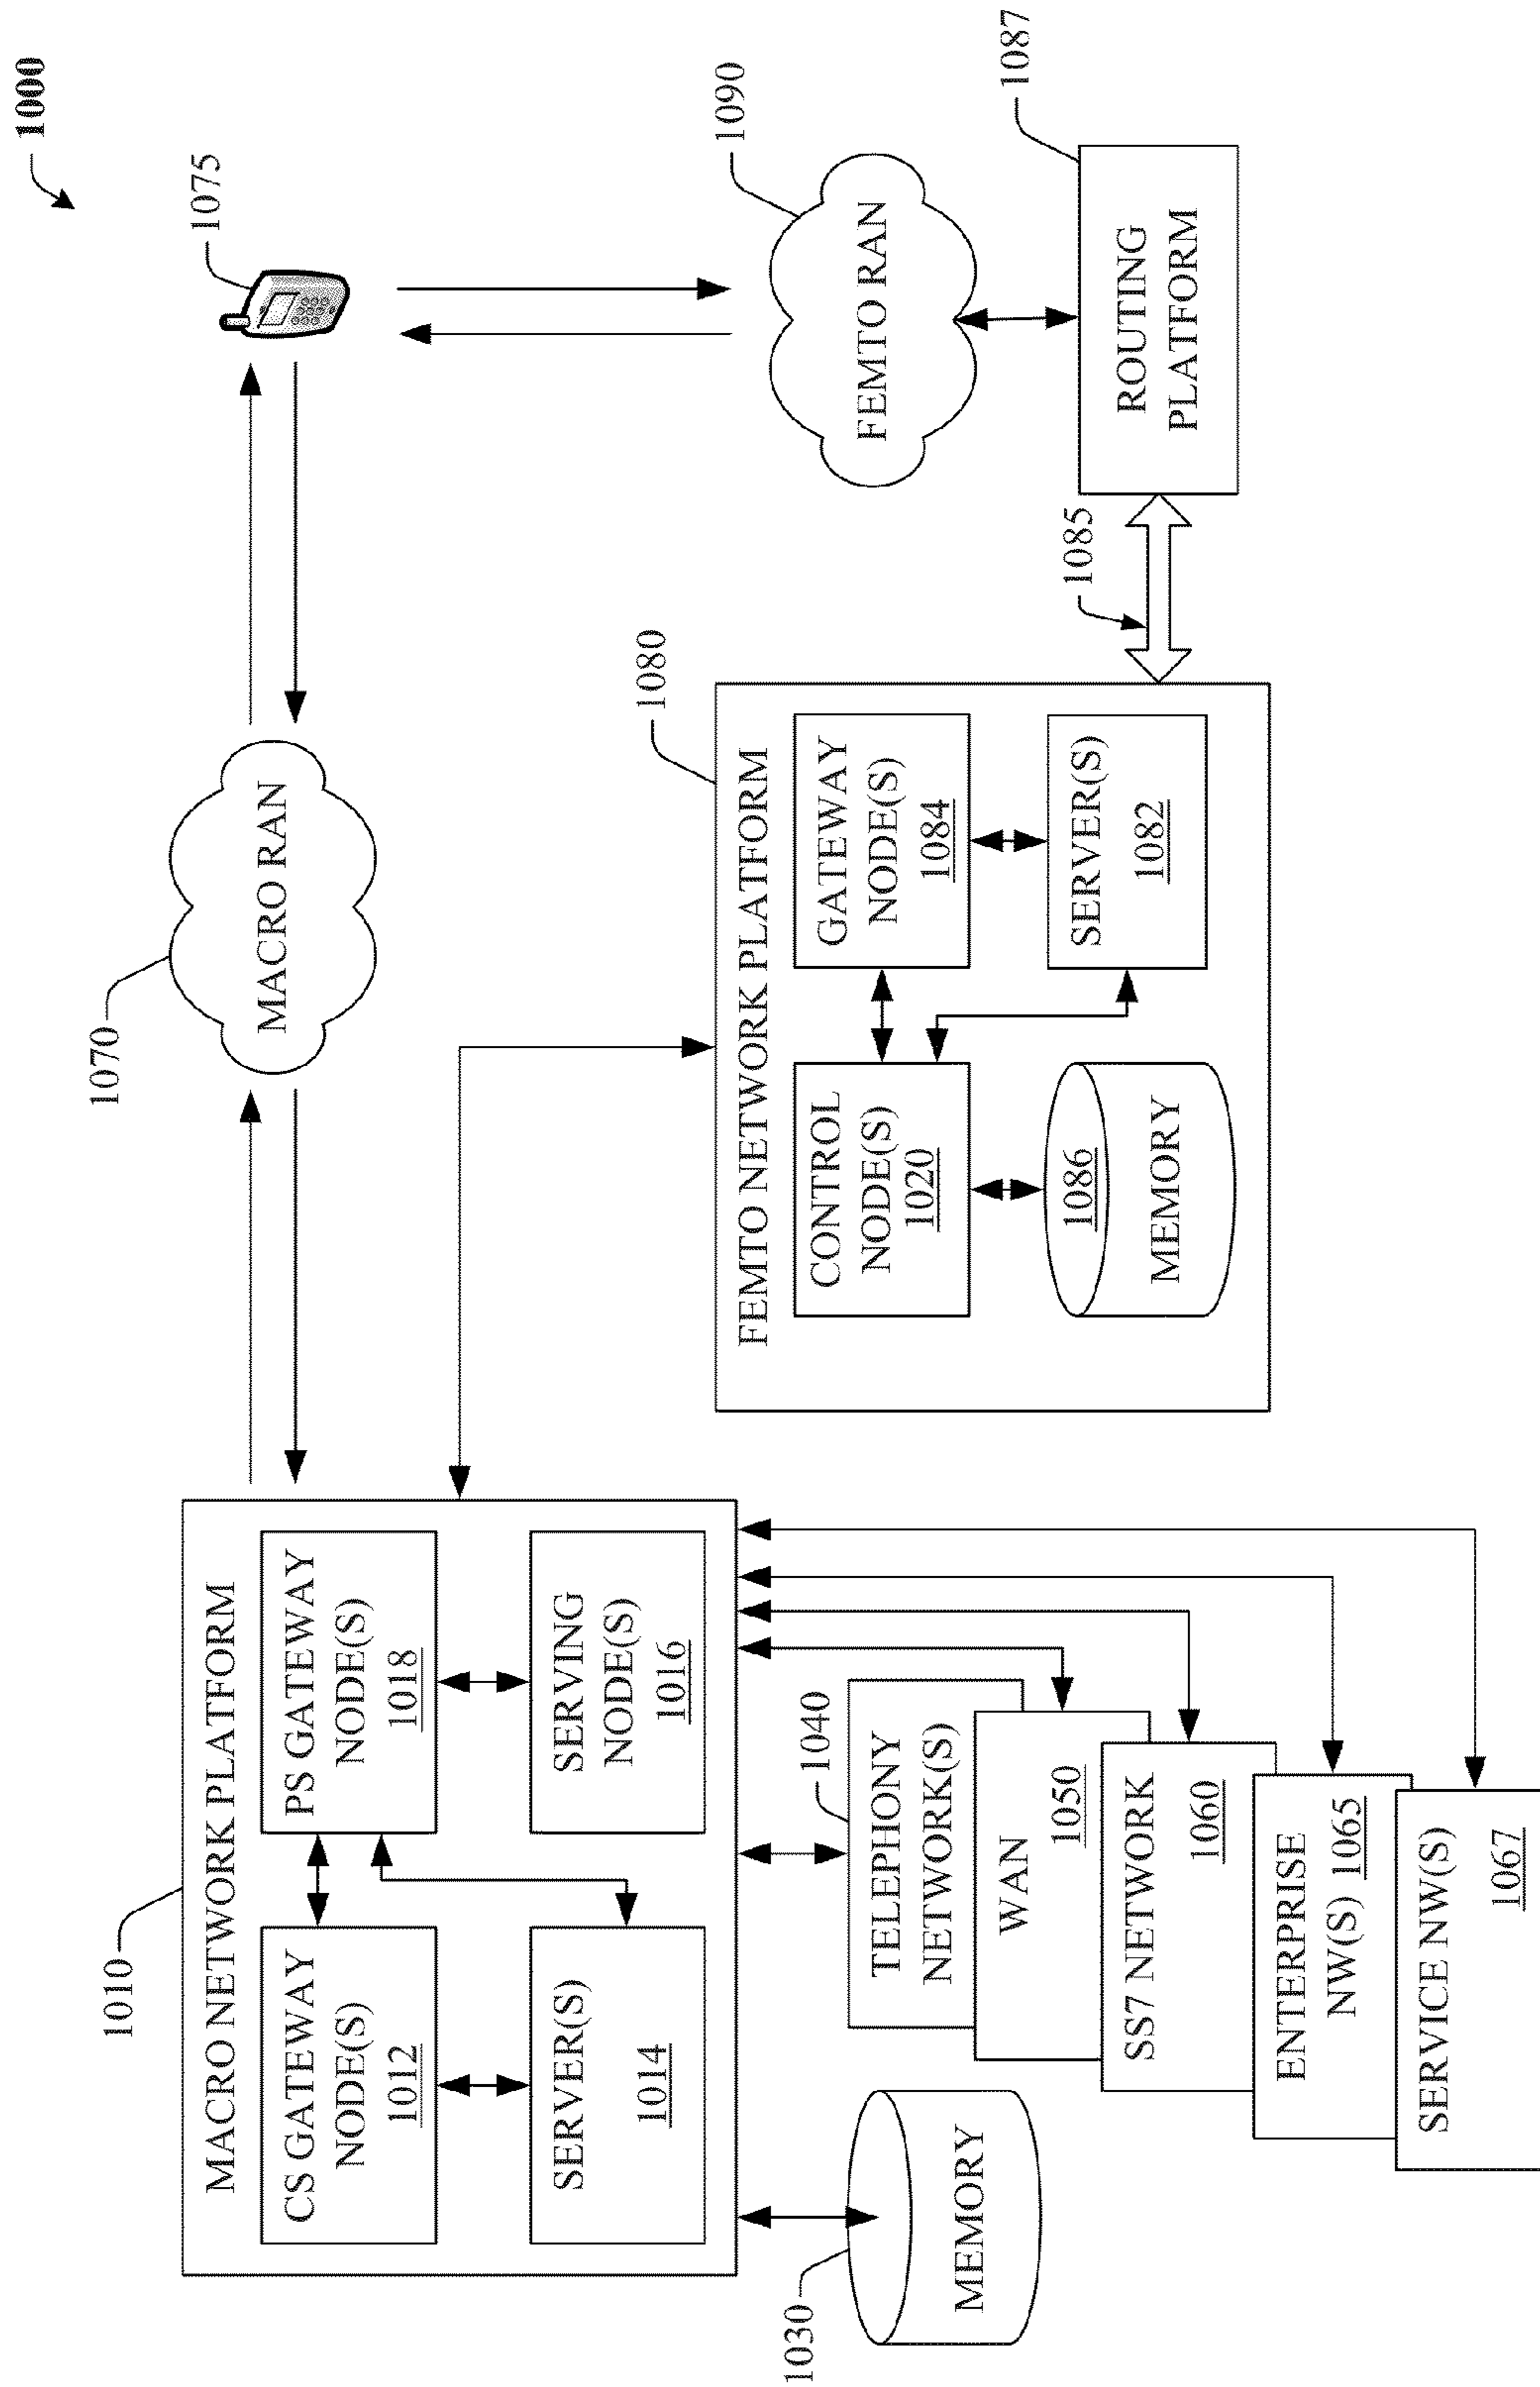 1000
1010
MACRO NETWORK PLATFORM
CS GATEWAY
NODE(S)
1012
PS GATEWAY
NODE(S)
1018
SERVER(S)
1014
SERVING
NODE(S)
1016
1070
MACRO RAN
1075
1030
MEMORY
1040
TELEPHONY
NETWORK(S)
WAN
1050
SS7 NETWORK
1060
ENTERPRISE
NW(S) 1065
SERVICE NW(S)
1067
1080
FEMTO NETWORK PLATFORM
CONTROL
NODE(S)
1020
GATEWAY
NODE(S)
1084
1086
MEMORY
SERVER(S)
1082
1085
1090
FEMTO RAN
1087
ROUTING
PLATFORM